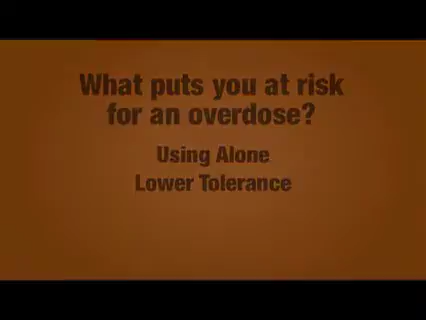 What puts you at risk
for an overdose?
Using Alone
Lower Tolerance